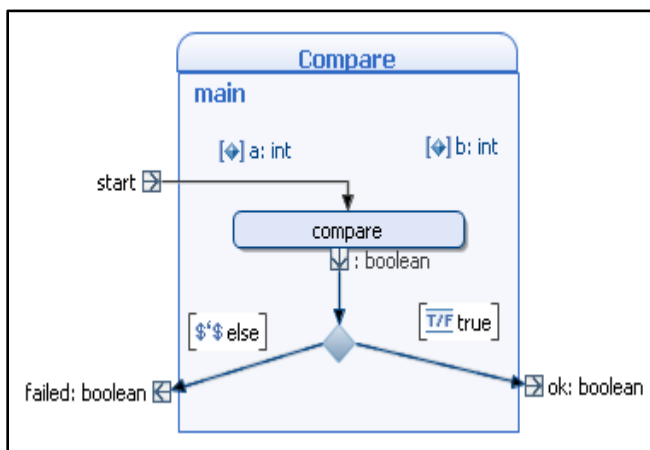 Compare
main
a: int
b: int
start
compare
: boolean
$‘$ else
T/F true
failed: boolean
ok: boolean